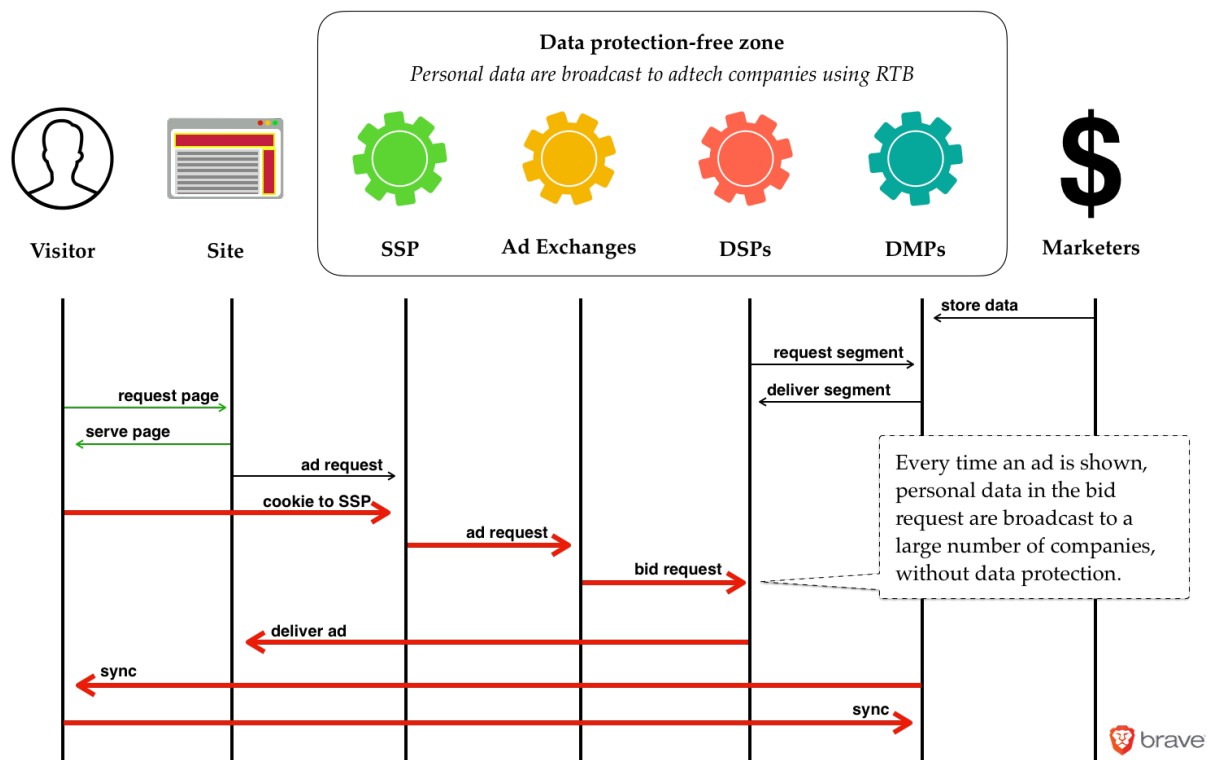 Data protection-free zone
Personal data are broadcast to adtech companies using RTB
Visitor
Site
SSP
Ad Exchanges
DSPs
DMPs
Marketers
$
store data
request segment
deliver segment
request page
serve page
ad request
cookie to SSP
ad request
bid request
Every time an ad is shown,
personal data in the bid
request are broadcast to a
large number of companies,
without data protection.
deliver ad
sync
sync
brave